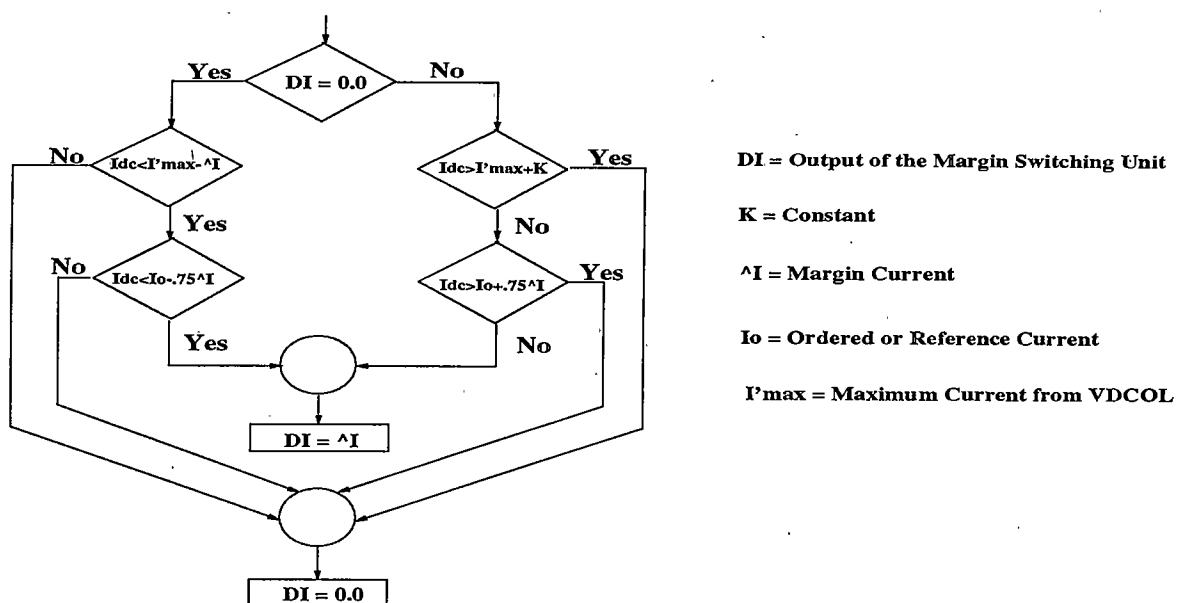 Yes
No
DI = 0.0
No
Idc<I'max-^I
Idc>I'max+K
Yes
DI = Output of the Margin Switching Unit
Yes
No
K = Constant
No
Idc<Io-.75^I
Idc>Io+.75^I
Yes
^I = Margin Current
Yes
No
Io = Ordered or Reference Current
I'max = Maximum Current from VDCOL
DI = ^I
DI = 0.0